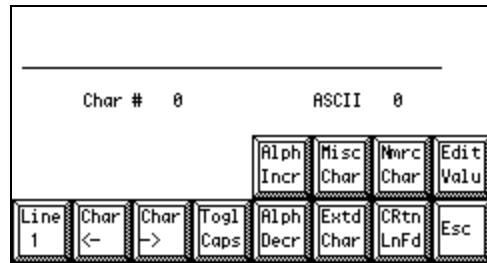 Char # 0 ASCII 0
Alph Misc Nmrc Edit
Incr Char Char Valu
Line Char Char Togl Alph Extd CRtn Esc
1 <- -> Caps Decr Char LnFd